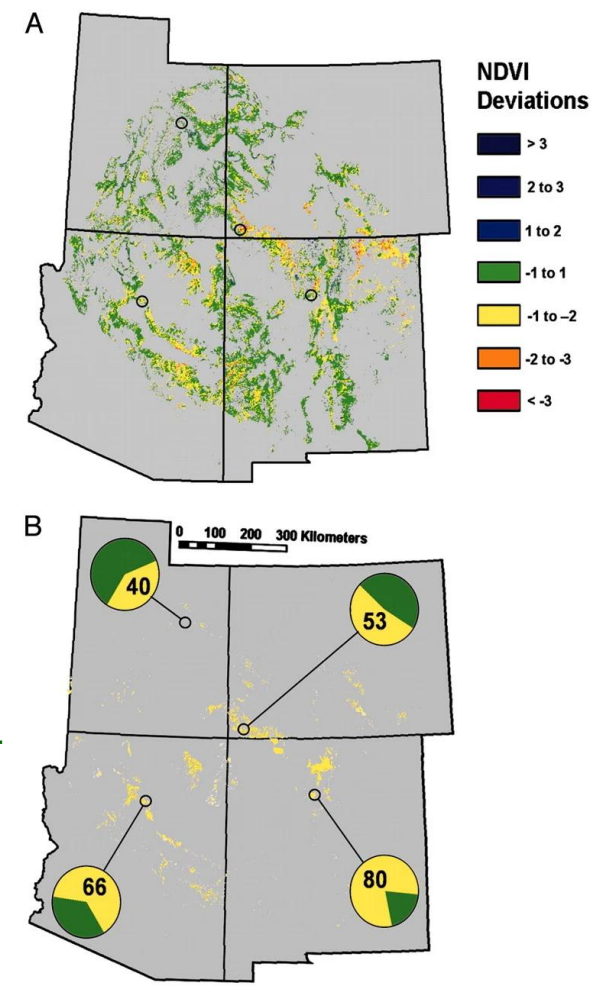 A
NDVI
Deviations
> 3
2 to 3
1 to 2
-1 to 1
-1 to –2
-2 to -3
< -3
B
0 100 200 300 Kilometers
40
53
66
80